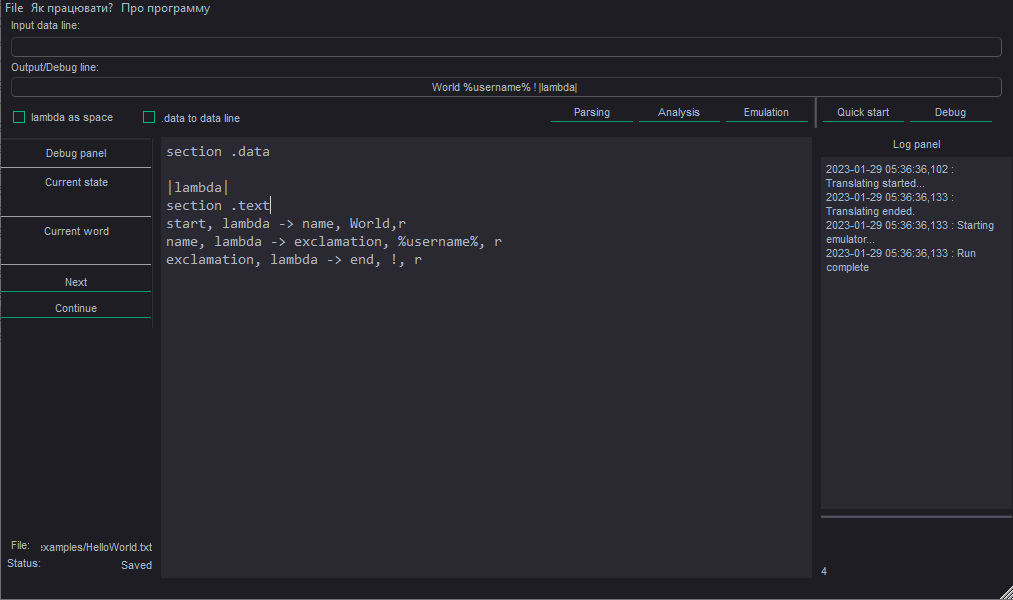 File Як працювати? Про программу
Input data line:
Output/Debug line:
World %username% ! |lambda|
lambda as space
.data to data line
Parsing
Analysis
Emulation
Quick start
Debug
Debug panel
Current state
Current word
Next
Continue
section .data
|lambda|
section .text
start, lambda -> name, World,r
name, lambda -> exclamation, %username%, r
exclamation, lambda -> end, !, r
Log panel
2023-01-29 05:36:36,102 :
Translating started...
2023-01-29 05:36:36,133 :
Translating ended.
2023-01-29 05:36:36,133 : Starting
emulator...
2023-01-29 05:36:36,133 : Run
complete
File: examples/HelloWorld.txt
Status: Saved
4